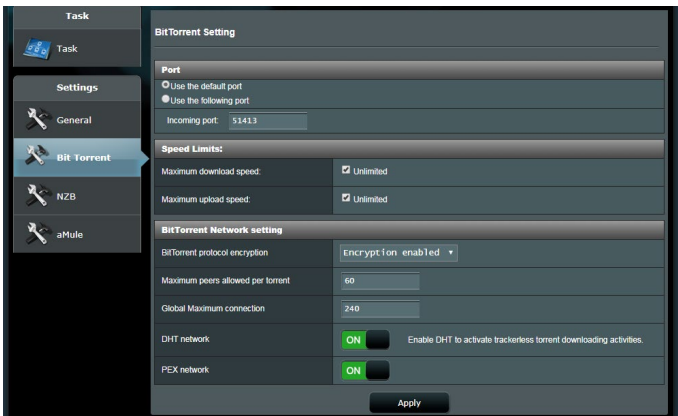 Task
Task
Settings
General
Bit Torrent
NZB
aMule
BitTorrent Setting
Port
Use the default port
Use the following port
Incoming port: 51413
Speed Limits:
Maximum download speed: Unlimited
Maximum upload speed: Unlimited
BitTorrent Network setting
BitTorrent protocol encryption Encryption enabled
Maximum peers allowed per torrent 60
Global Maximum connection 240
DHT network ON Enable DHT to activate trackerless torrent downloading activities.
PEX network ON
Apply